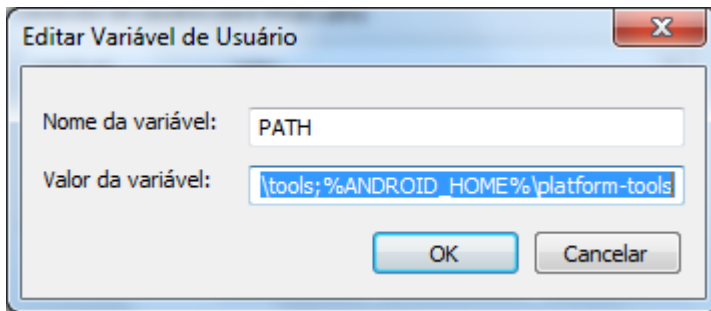 Editar Variável de Usuário
Nome da variável: PATH
Valor da variável: \tools;%ANDROID_HOME%\platform-tools
OK Cancelar